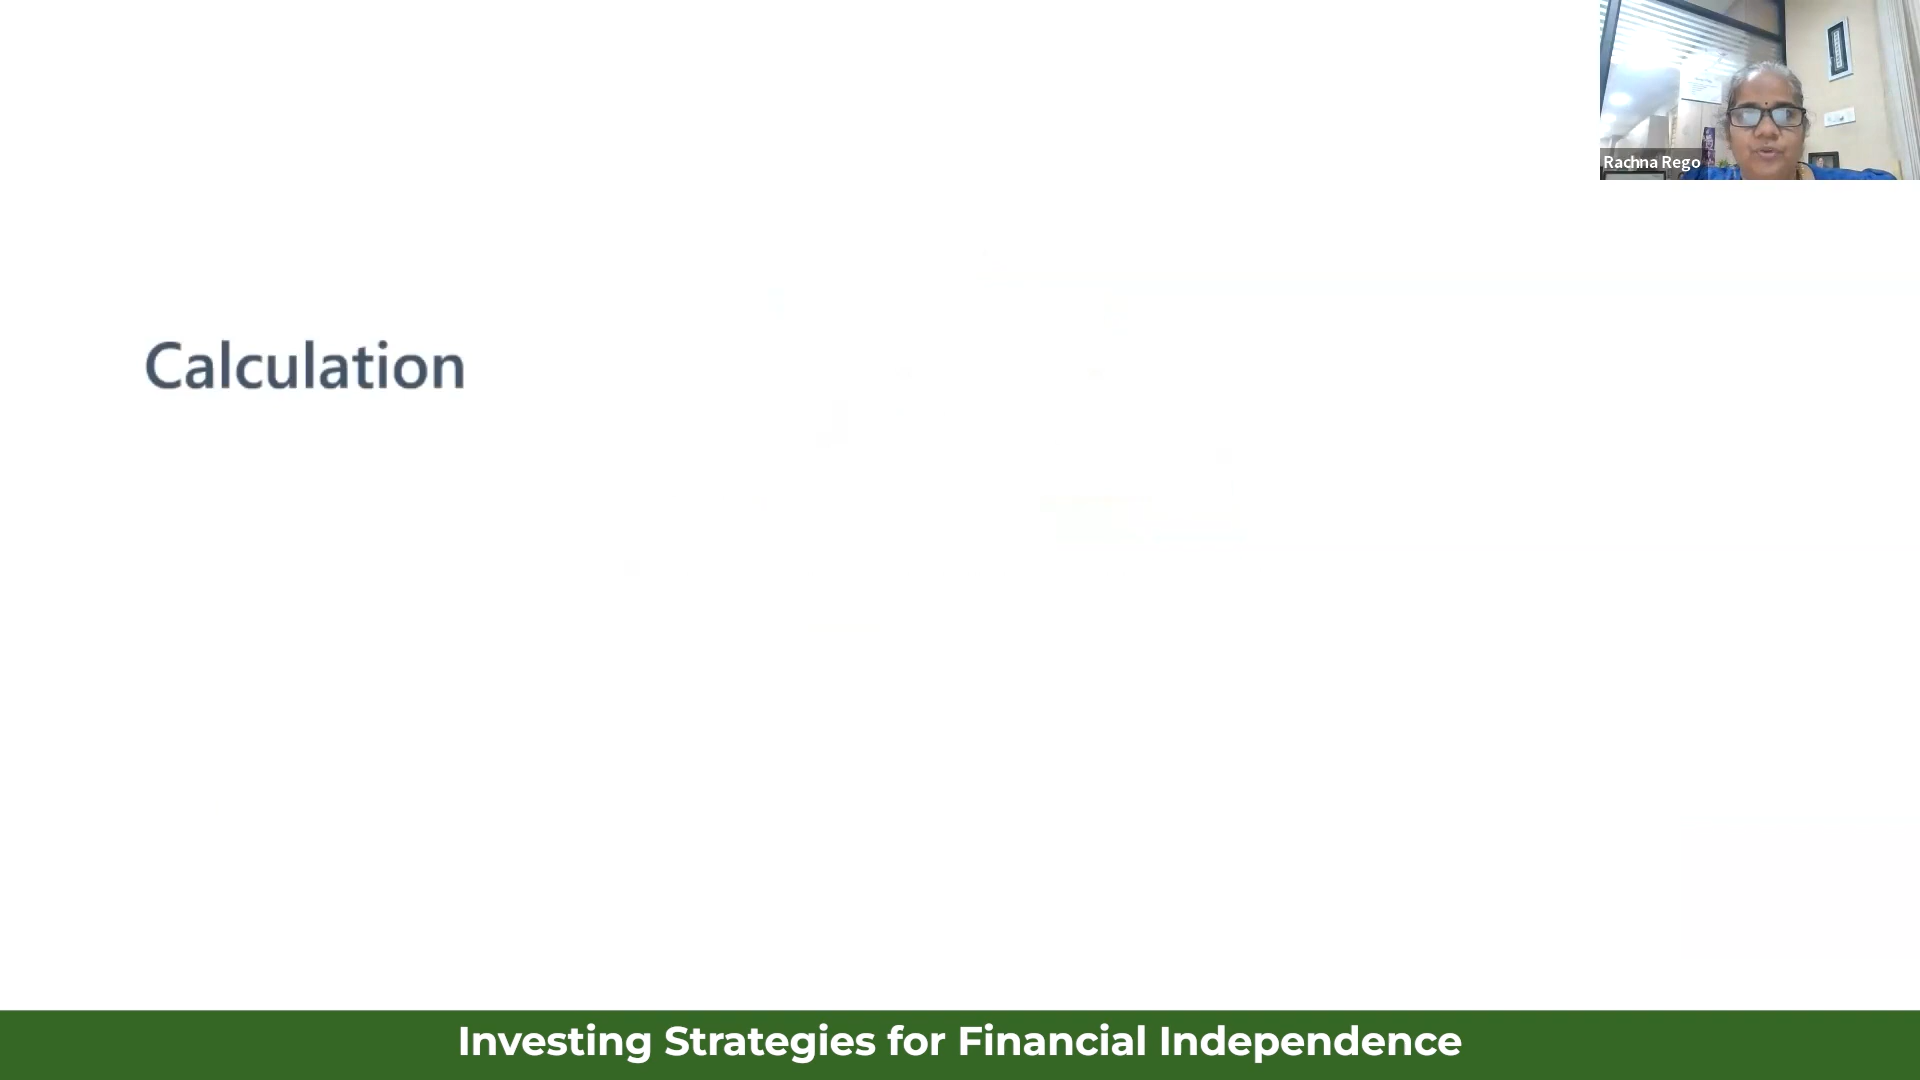 Rachna Rego
Calculation
Investing Strategies for Financial Independence